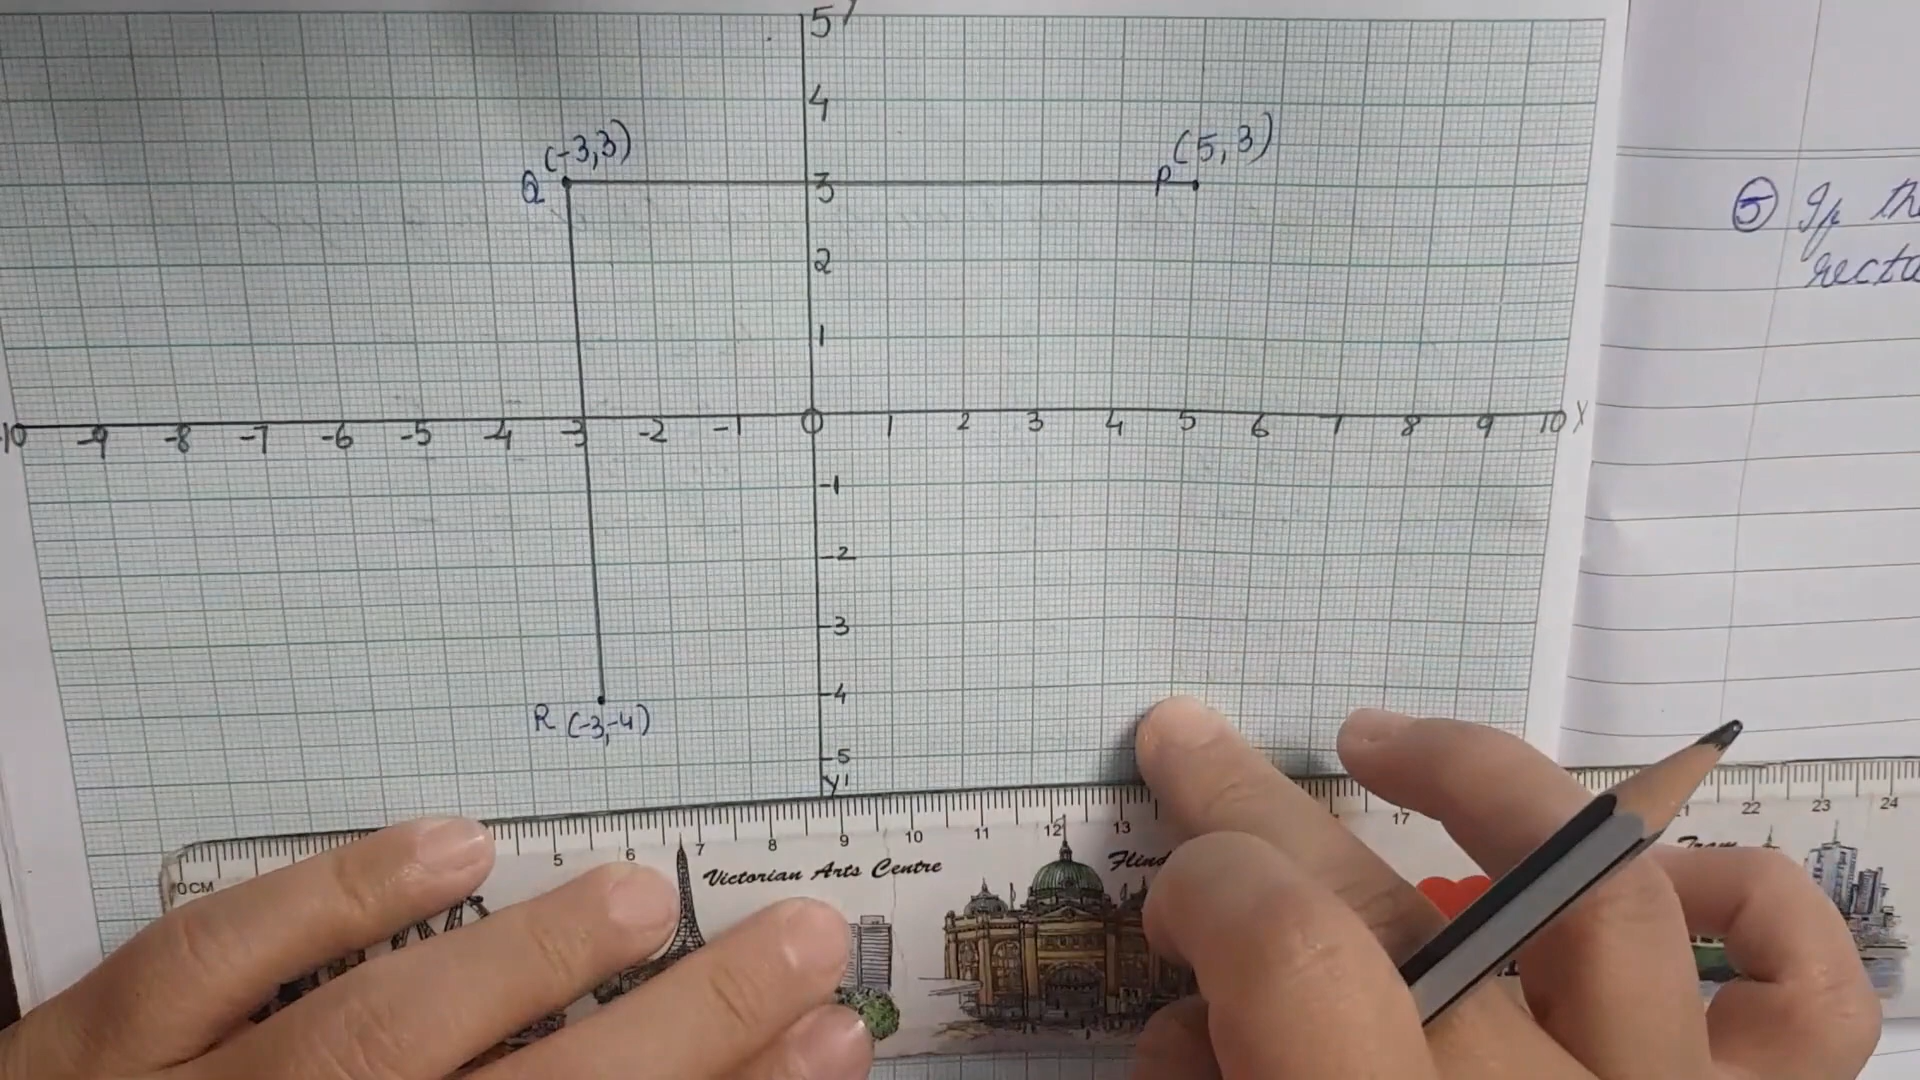 5 Y
4
(-3,3)
(5,3)
Q
3
P
2
1
-10 -9 -8 -7 -6 -5 -4 -3 -2 -1 0 1 2 3 4 5 6 7 8 9 10 X
-1
-2
-3
-4
R (-3,-4)
-5
Y'
0CM 5 6 7 8 9 10 11 12 13 17 22 23 24
Victorian Arts Centre
Flind
Tram
⑤ If